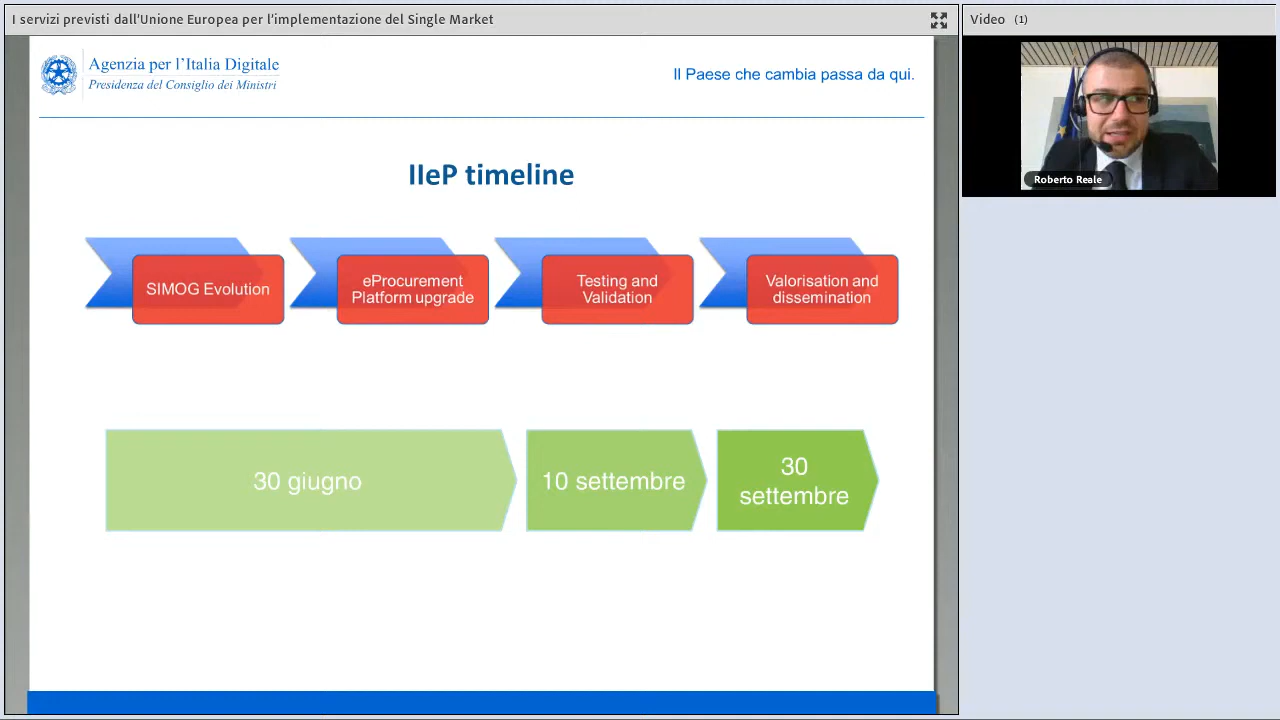 I servizi previsti dall'Unione Europea per l'implementazione del Single Market
Video (1)
Agenzia per l'Italia Digitale
Presidenza del Consiglio dei Ministri
Il Paese che cambia passa da qui.
Roberto Reale
IIeP timeline
SIMOG Evolution
eProcurement
Platform upgrade
Testing and
Validation
Valorisation and
dissemination
30 giugno
10 settembre
30
settembre